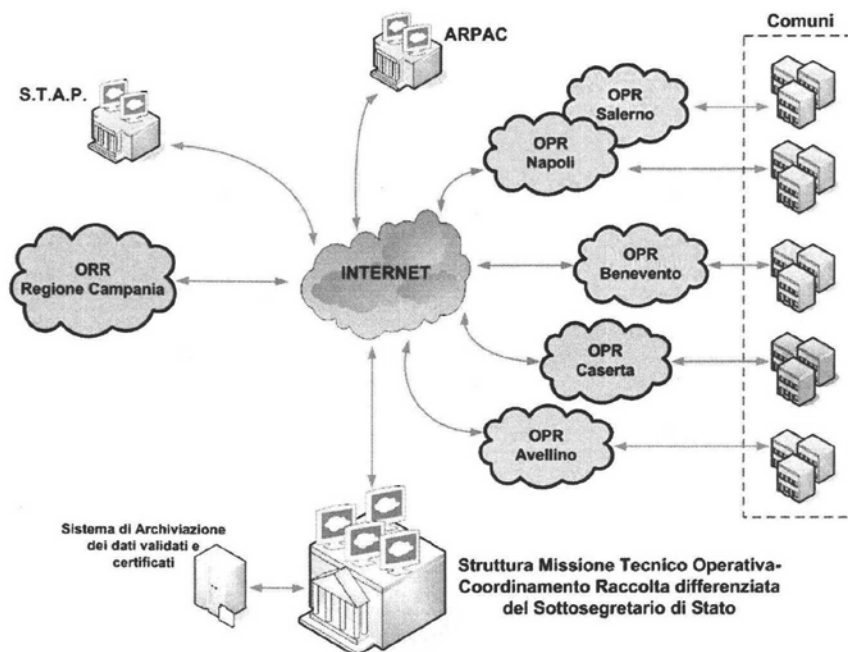 Comuni
ARPAC
S.T.A.P.
OPR
Salerno
OPR
Napoli
ORR
Regione Campania
INTERNET
OPR
Benevento
OPR
Caserta
OPR
Avellino
Sistema di Archiviazione
dei dati validati e
certificati
Struttura Missione Tecnico Operativa-
Coordinamento Raccolta differenziata
del Sottosegretario di Stato